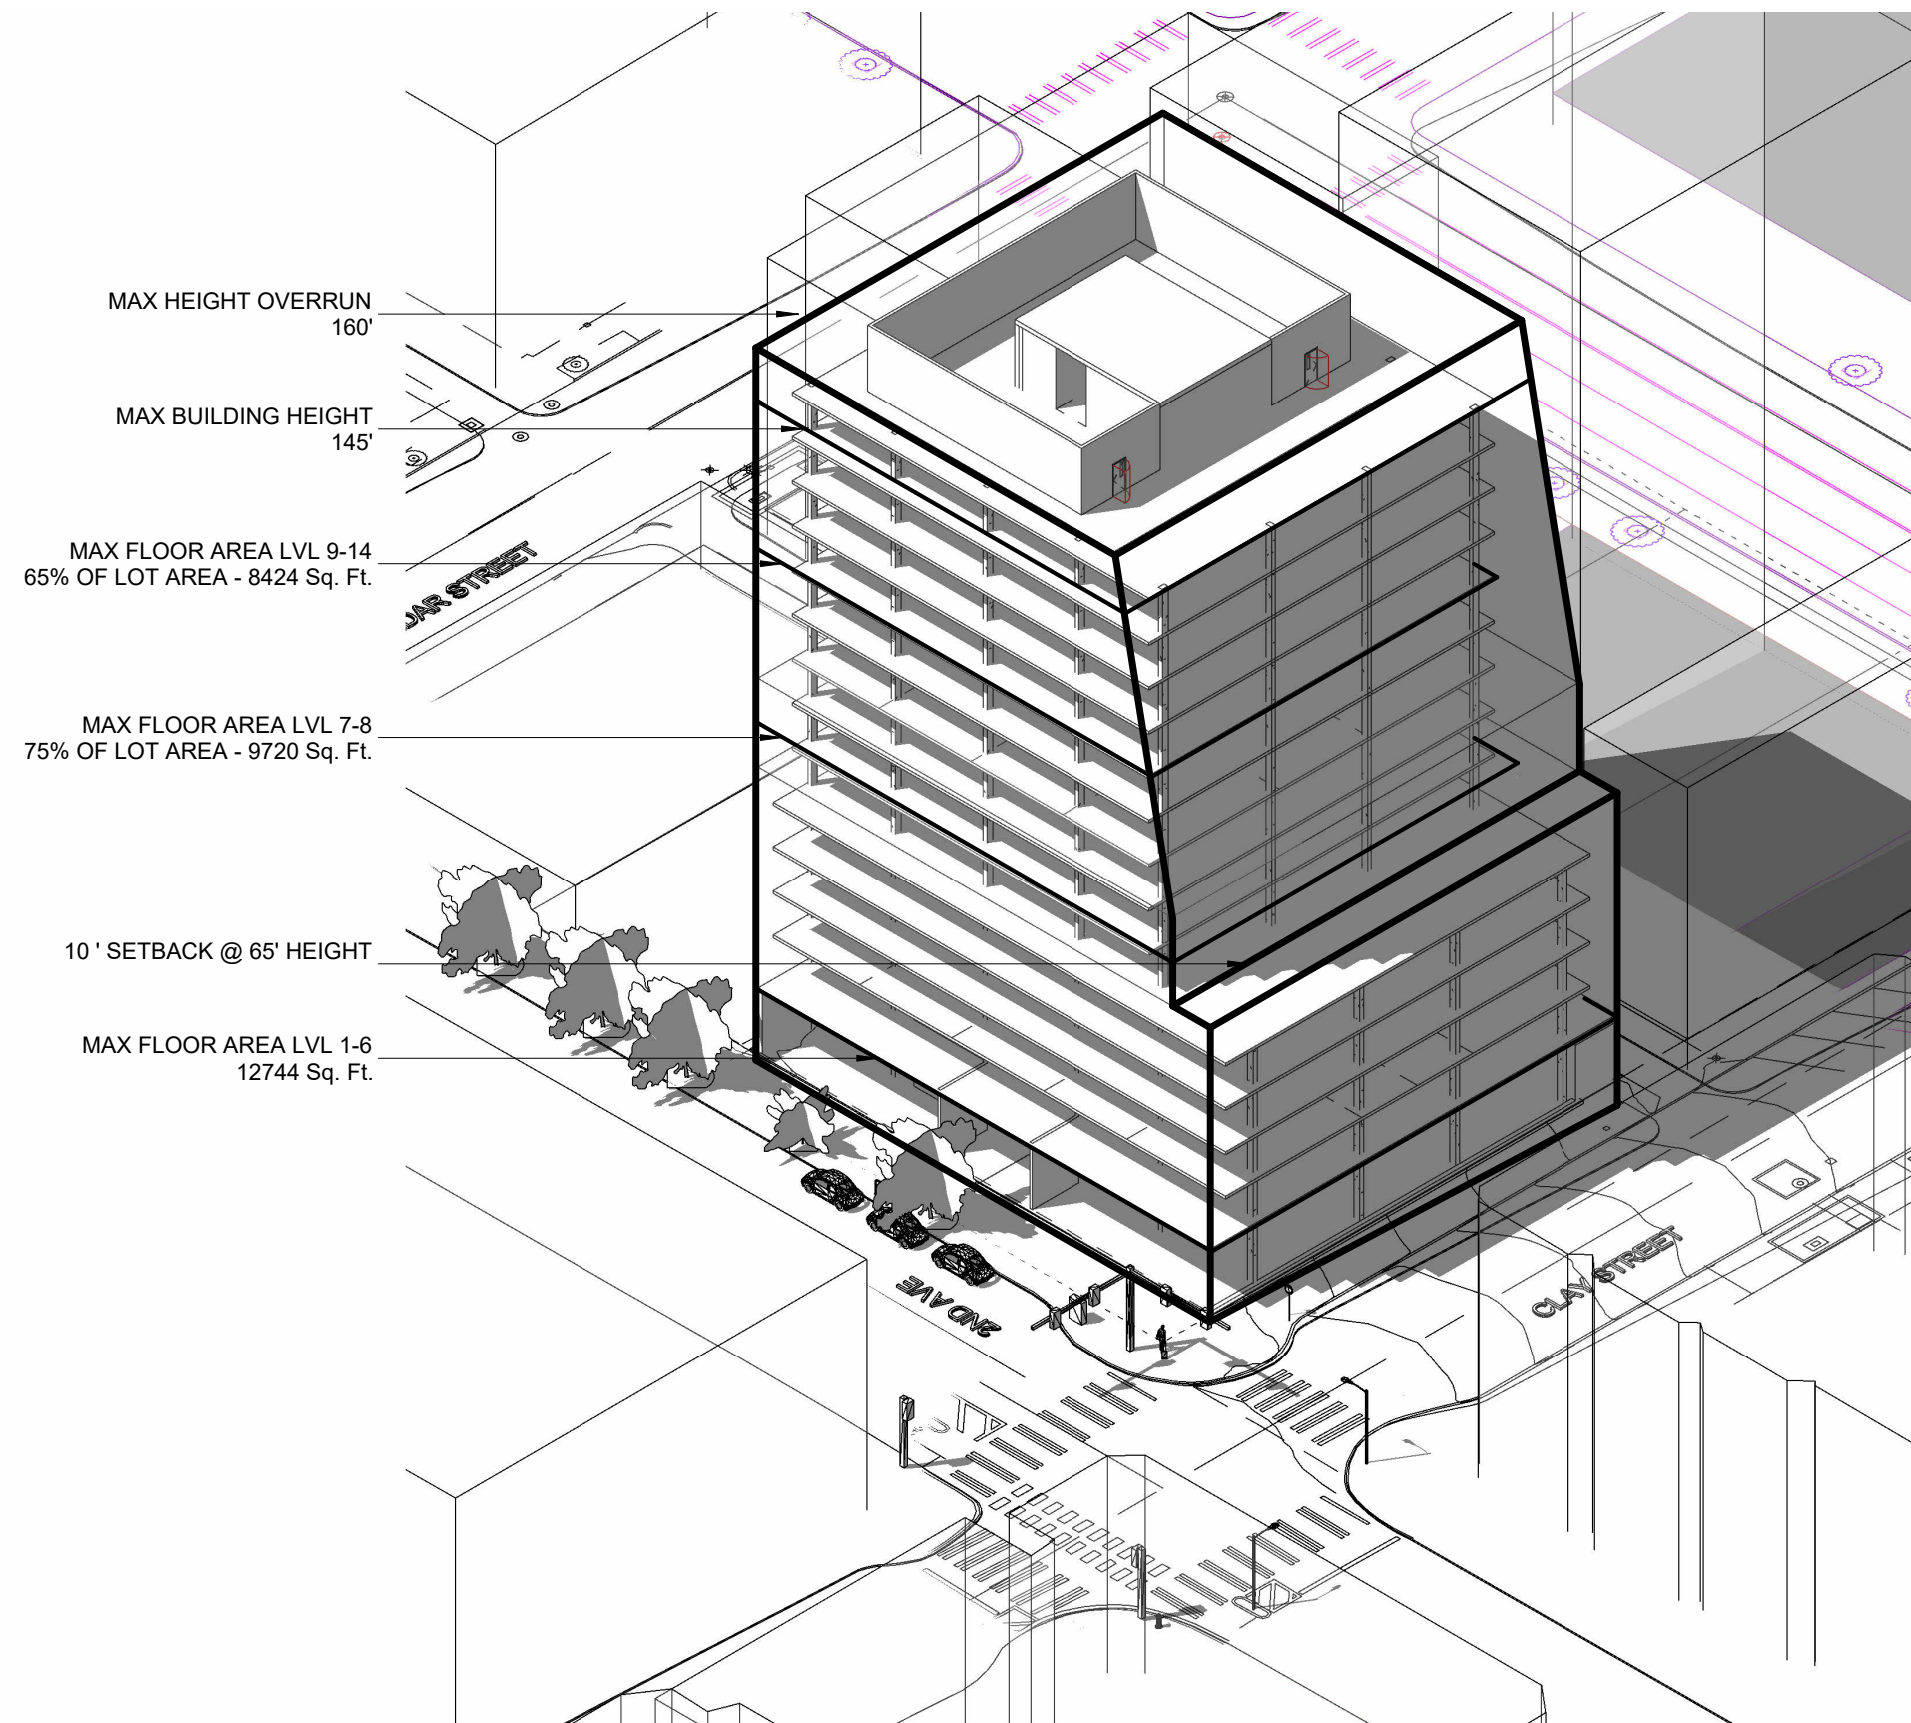 MAX HEIGHT OVERRUN
160'
MAX BUILDING HEIGHT
145'
MAX FLOOR AREA LVL 9-14
65% OF LOT AREA - 8424 Sq. Ft.
DAR STREET
MAX FLOOR AREA LVL 7-8
75% OF LOT AREA - 9720 Sq. Ft.
10 ' SETBACK @ 65' HEIGHT
MAX FLOOR AREA LVL 1-6
12744 Sq. Ft.
2ND AVE
CLAY STREET